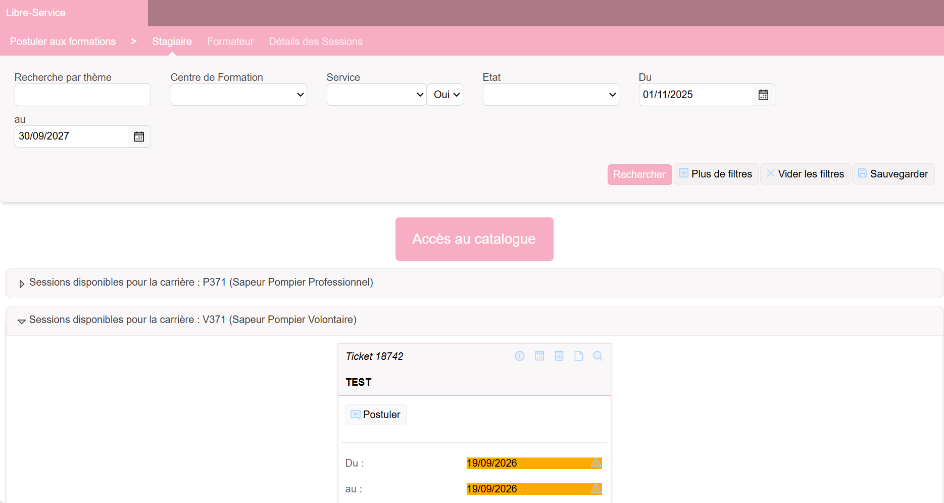 Libre-Service
Postuler aux formations > Stagiaire Formateur Détails des Sessions
Recherche par thème Centre de Formation Service Etat Du
Oui 01/11/2025
au
30/09/2027
Rechercher Plus de filtres Vider les filtres Sauvegarder
Accès au catalogue
Sessions disponibles pour la carrière : P371 (Sapeur Pompier Professionnel)
Sessions disponibles pour la carrière : V371 (Sapeur Pompier Volontaire)
Ticket 18742
TEST
Postuler
Du : 19/09/2026
au : 19/09/2026